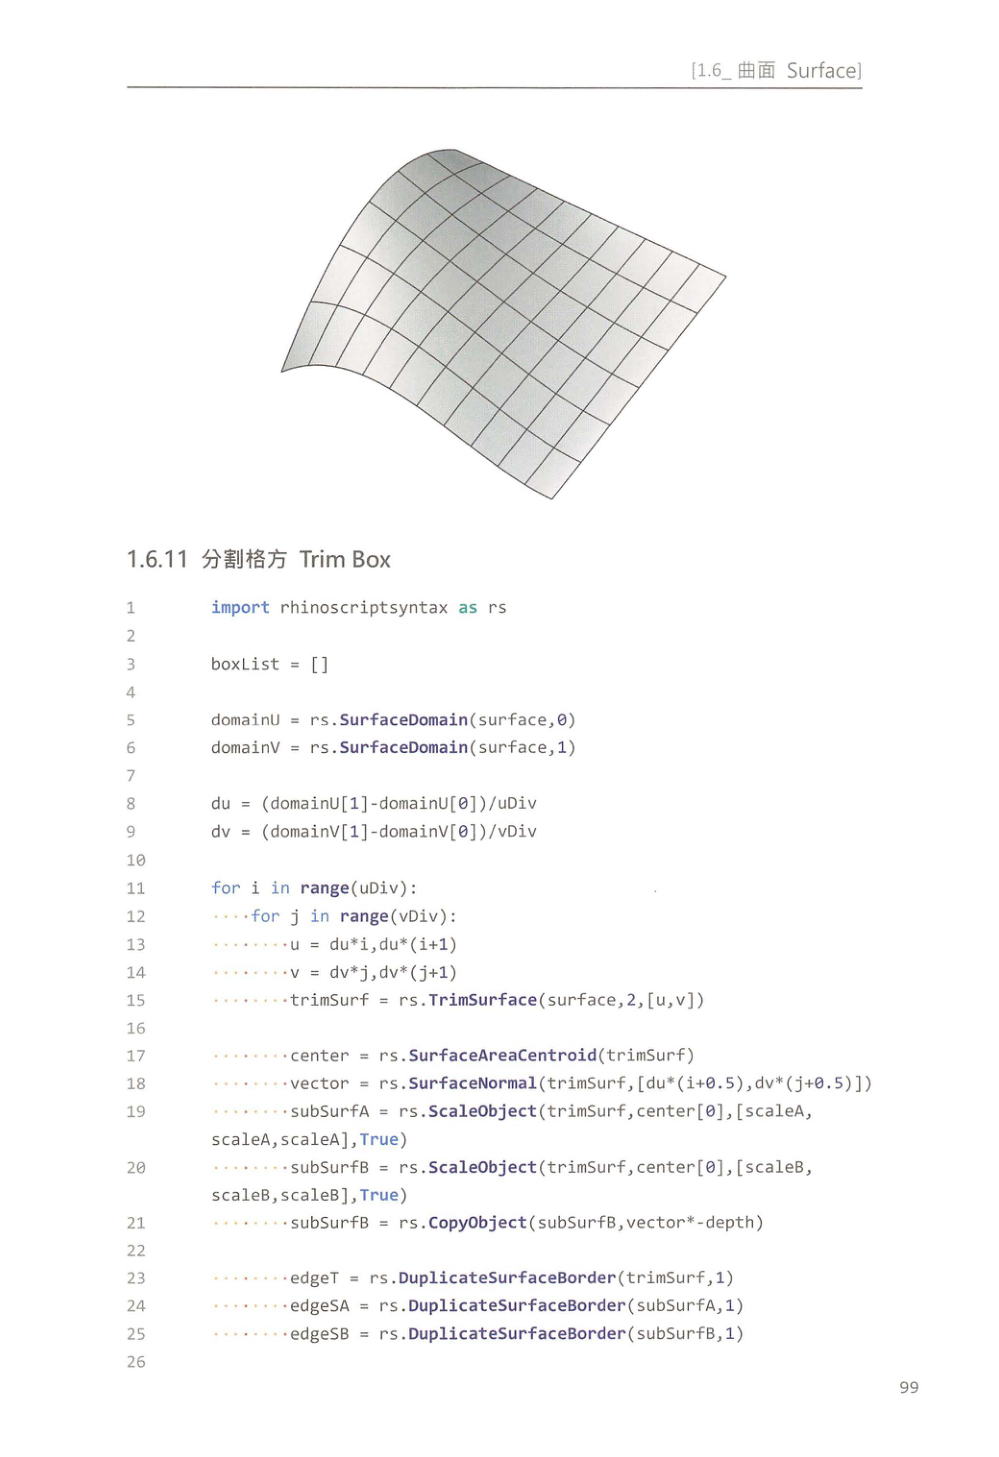 [1.6_ 曲面 Surface]
1.6.11 分割格方 Trim Box
1 import rhinoscriptsyntax as rs
2
3 boxList = []
4
5 domainU = rs.SurfaceDomain(surface,0)
6 domainV = rs.SurfaceDomain(surface,1)
7
8 du = (domainU[1]-domainU[0])/uDiv
9 dv = (domainV[1]-domainV[0])/vDiv
10
11 for i in range(uDiv):
12 ····for j in range(vDiv):
13 ········u = du*i,du*(i+1)
14 ········v = dv*j,dv*(j+1)
15 ········trimSurf = rs.TrimSurface(surface,2,[u,v])
16
17 ········center = rs.SurfaceAreaCentroid(trimSurf)
18 ········vector = rs.SurfaceNormal(trimSurf,[du*(i+0.5),dv*(j+0.5)])
19 ········subSurfA = rs.ScaleObject(trimSurf,center[0],[scaleA,
scaleA,scaleA],True)
20 ········subSurfB = rs.ScaleObject(trimSurf,center[0],[scaleB,
scaleB,scaleB],True)
21 ········subSurfB = rs.CopyObject(subSurfB,vector*-depth)
22
23 ········edgeT = rs.DuplicateSurfaceBorder(trimSurf,1)
24 ········edgeSA = rs.DuplicateSurfaceBorder(subSurfA,1)
25 ········edgeSB = rs.DuplicateSurfaceBorder(subSurfB,1)
26
99